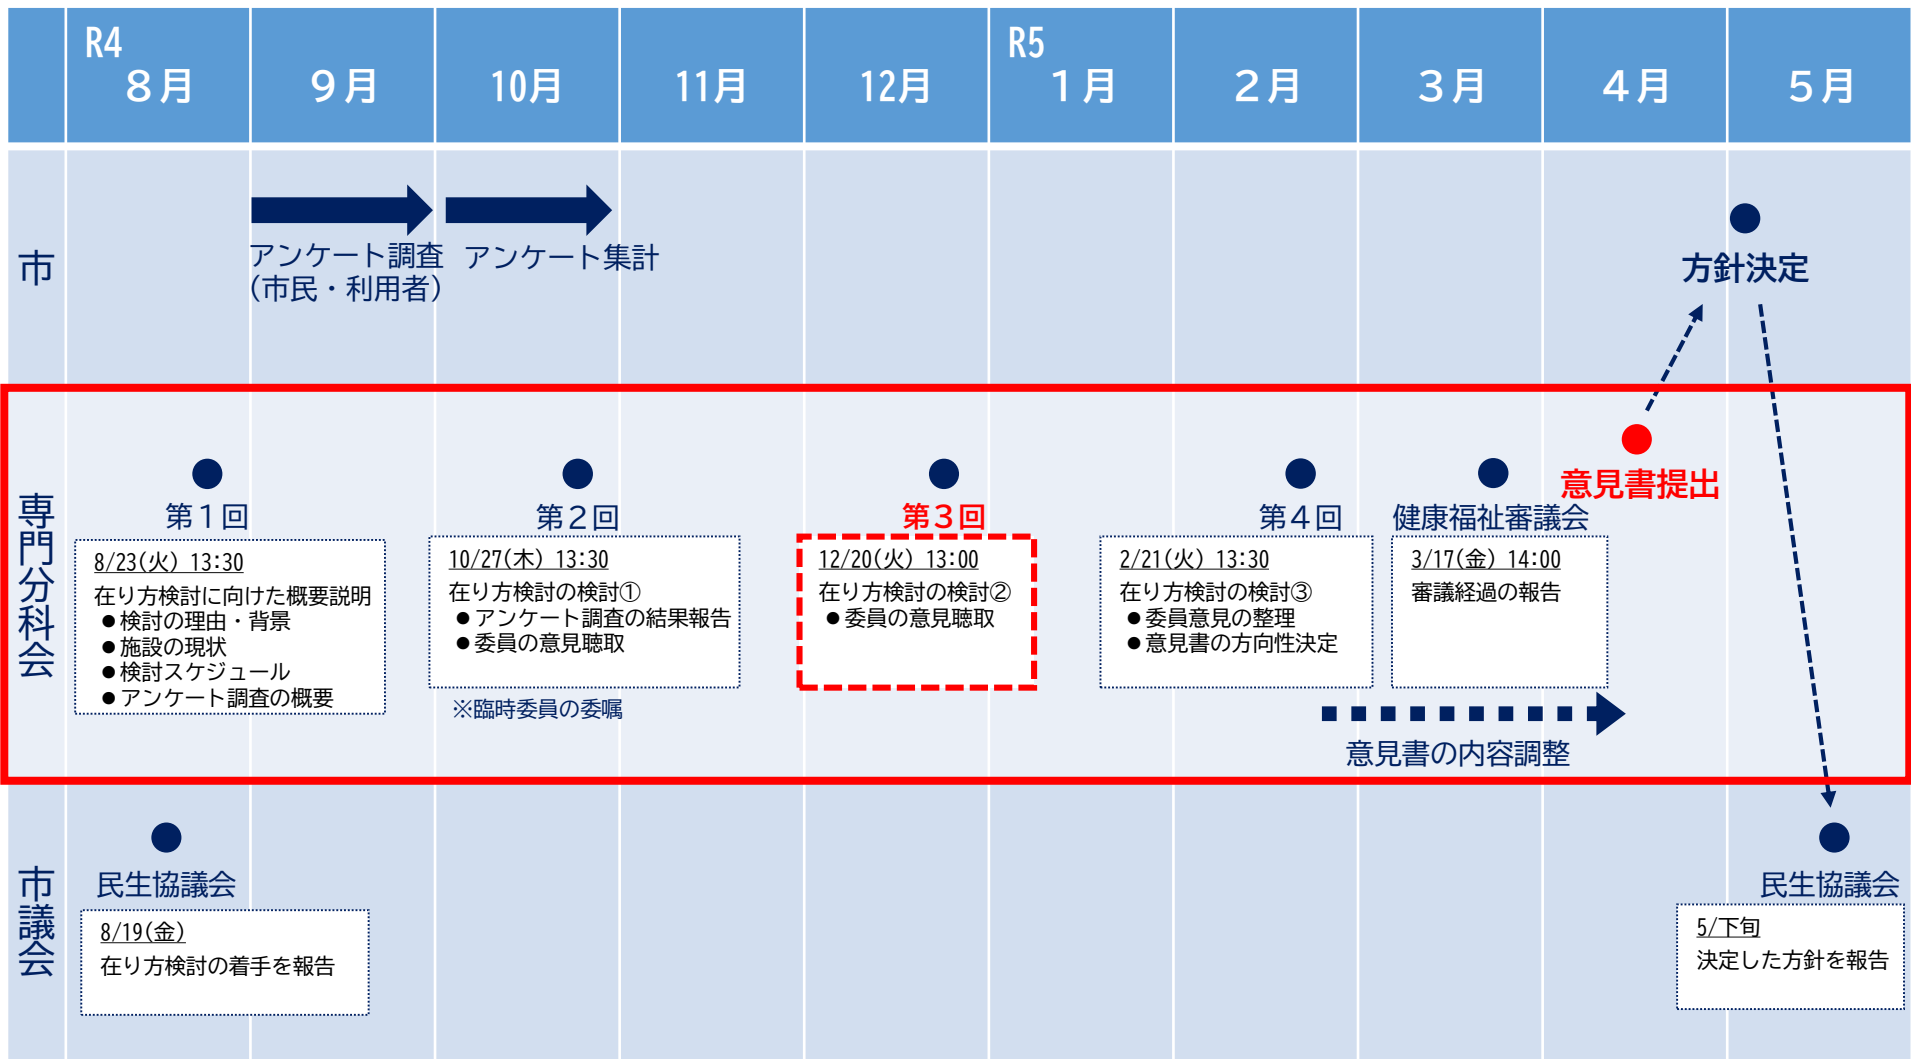 R4
8月
9月
10月
11月
12月
R5
1月
2月
3月
4月
5月
市
アンケート調査
(市民・利用者)
アンケート集計
方針決定
専門分科会
第1回
8/23(火) 13:30
在り方検討に向けた概要説明
●検討の理由・背景
●施設の現状
●検討スケジュール
●アンケート調査の概要
第2回
10/27(木) 13:30
在り方検討の検討①
●アンケート調査の結果報告
●委員の意見聴取
※臨時委員の委嘱
第3回
12/20(火) 13:00
在り方検討の検討②
●委員の意見聴取
第4回
2/21(火) 13:30
在り方検討の検討③
●委員意見の整理
●意見書の方向性決定
健康福祉審議会
3/17(金) 14:00
審議経過の報告
意見書提出
意見書の内容調整
市議会
民生協議会
8/19(金)
在り方検討の着手を報告
民生協議会
5/下旬
決定した方針を報告